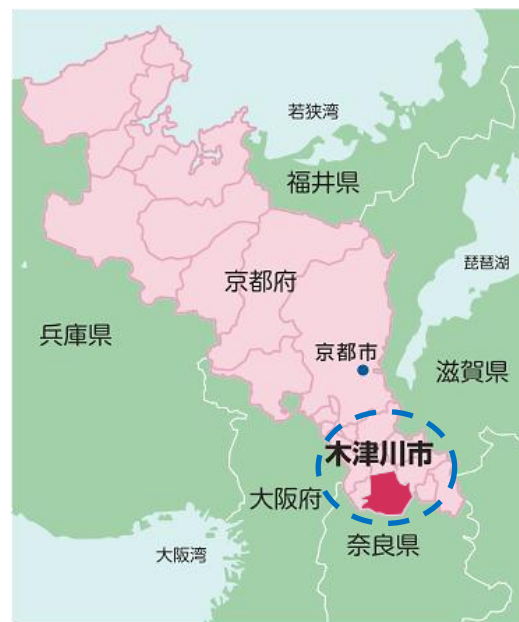 若狭湾
福井県
琵琶湖
京都府
兵庫県
京都市
滋賀県
木津川市
大阪府
奈良県
大阪湾